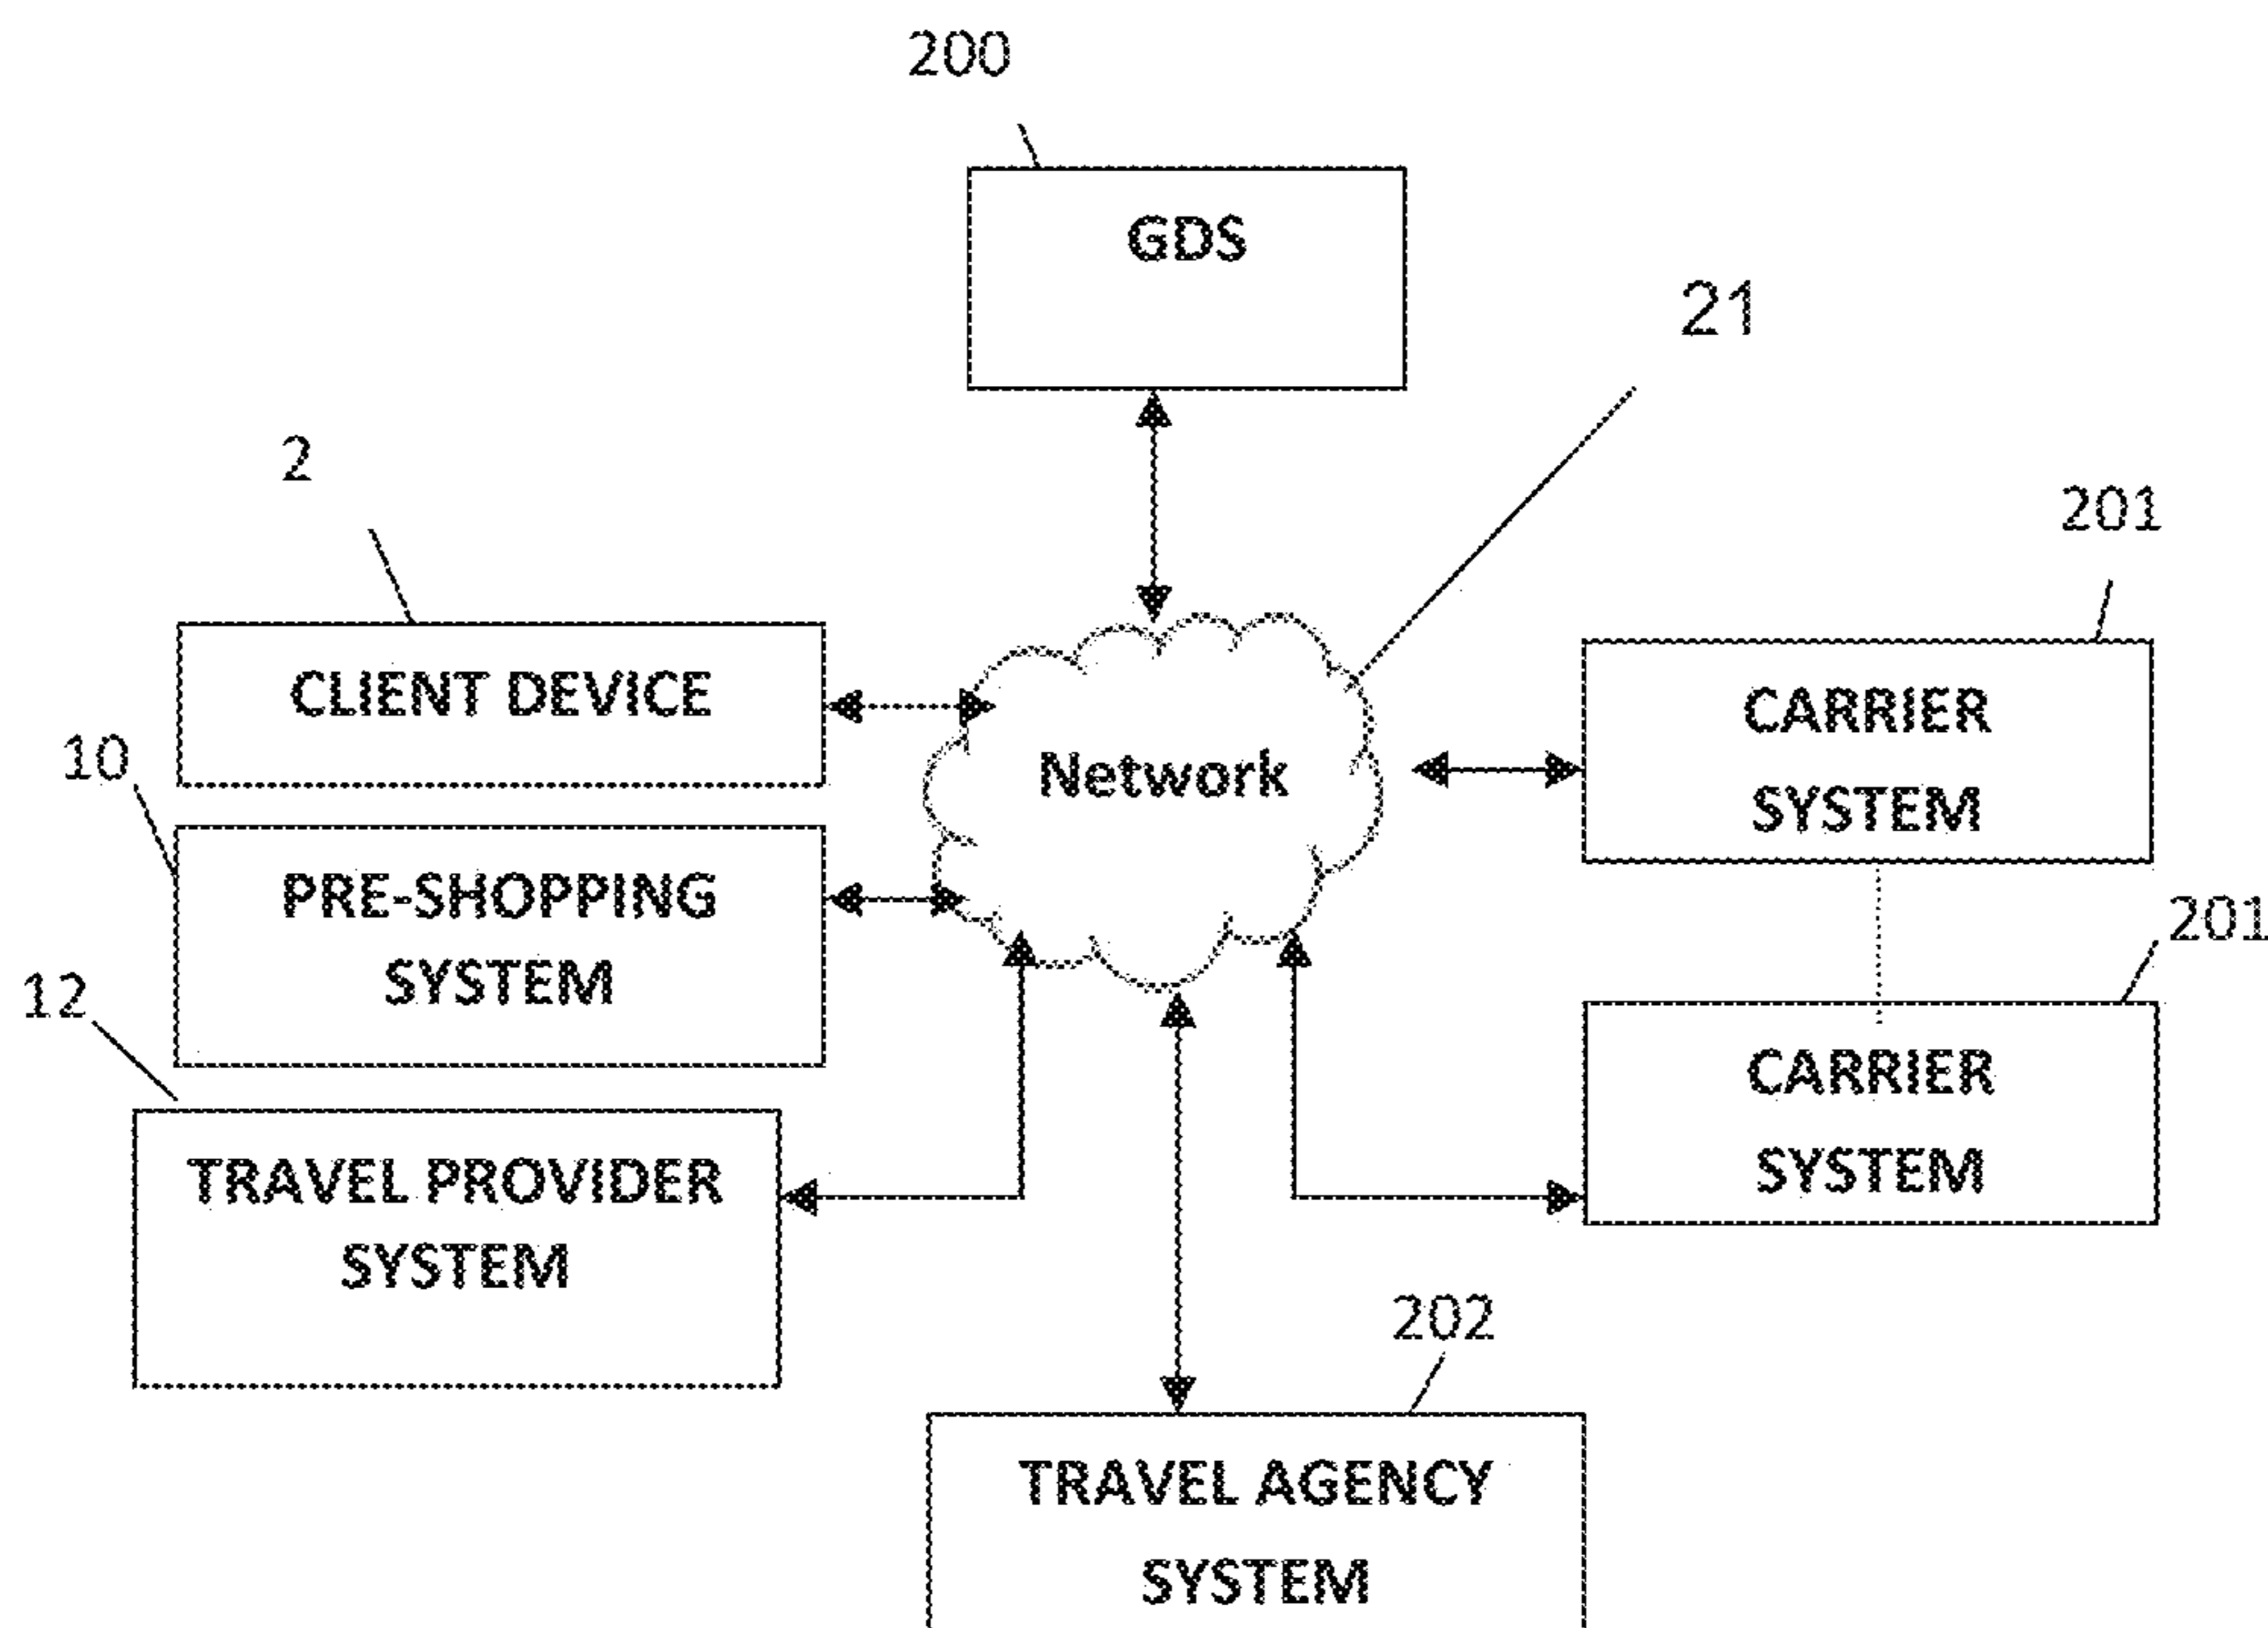 200
GDS
21
2
201
CLIENT DEVICE
Network
CARRIER
SYSTEM
10
PRE-SHOPPING
SYSTEM
201
12
CARRIER
SYSTEM
TRAVEL PROVIDER
SYSTEM
202
TRAVEL AGENCY
SYSTEM